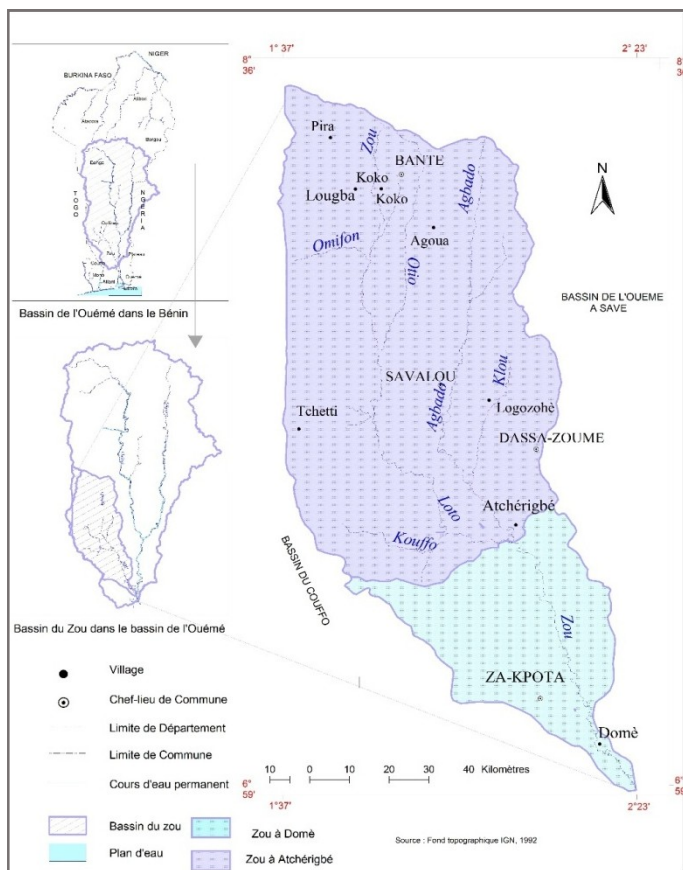 NIGER
BURKINA FASO
TOGO
NIGERIA
Bassin de l'Ouémé dans le Bénin
Bassin du Zou dans le bassin de l'Ouémé
Village
Chef-lieu de Commune
Limite de Département
Limite de Commune
Cours d'eau permanent
Bassin du zou
Plan d'eau
Zou à Domè
Zou à Atchérigbé
1° 37'
2° 23'
8°
36'
8°
Pira
Zou
BANTE
Agbado
Koko
Lougba
Koko
Omifon
Agoua
N
BASSIN DE L'OUEME
A SAVE
SAVALOU
Klou
Agbado
Logozohè
Tchetti
DASSA-ZOUME
Loto
Atchérigbé
Kouffo
BASSIN DU COUFFO
Zou
ZA-KPOTA
Domè
10 0 10 20 30 40 Kilomètres
6°
59'
6°
1°37'
2°23'
Source : Fond topographique IGN, 1992